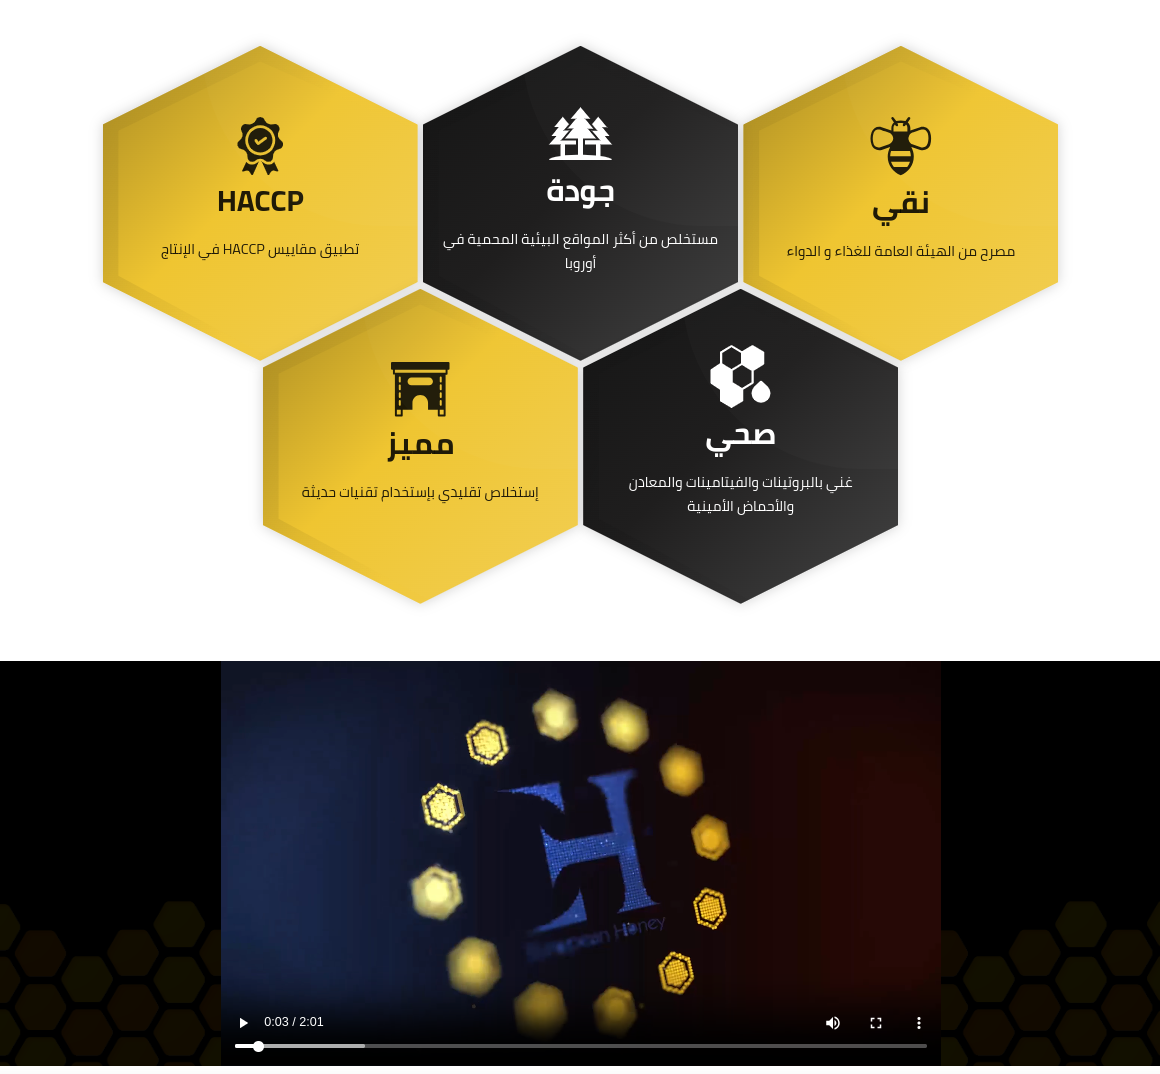 نقي
مصرح من الهيئة العامة للغذاء و الدواء
جودة
مستخلص من أكثر المواقع البيئية المحمية في
أوروبا
HACCP
تطبيق مقاييس HACCP في الإنتاج
صحي
غني بالبروتينات والفيتامينات والمعادن
والأحماض الأمينية
مميز
إستخلاص تقليدي بإستخدام تقنيات حديثة
EH
European Honey
0:03 / 2:01